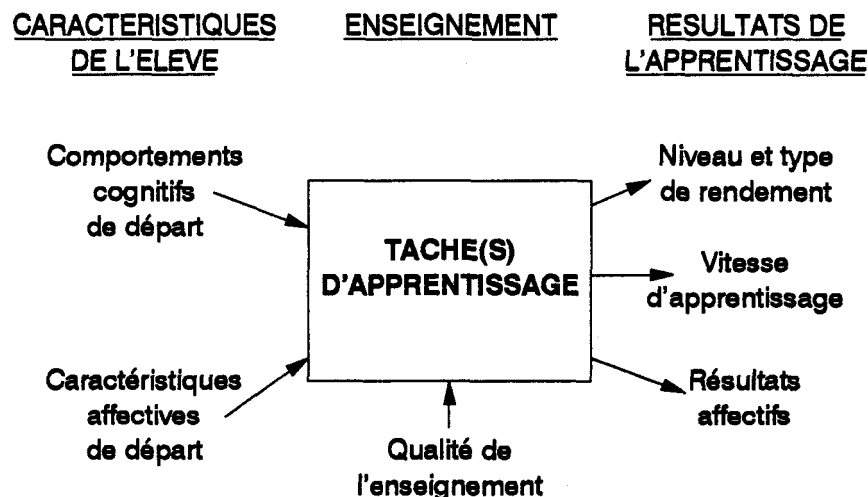 CARACTERISTIQUES
DE L'ELEVE
ENSEIGNEMENT
RESULTATS DE
L'APPRENTISSAGE
Comportements
cognitifs
de départ
Caractéristiques
affectives
de départ
TACHE(S)
D'APPRENTISSAGE
Qualité de
l'enseignement
Niveau et type
de rendement
Vitesse
d'apprentissage
Résultats
affectifs